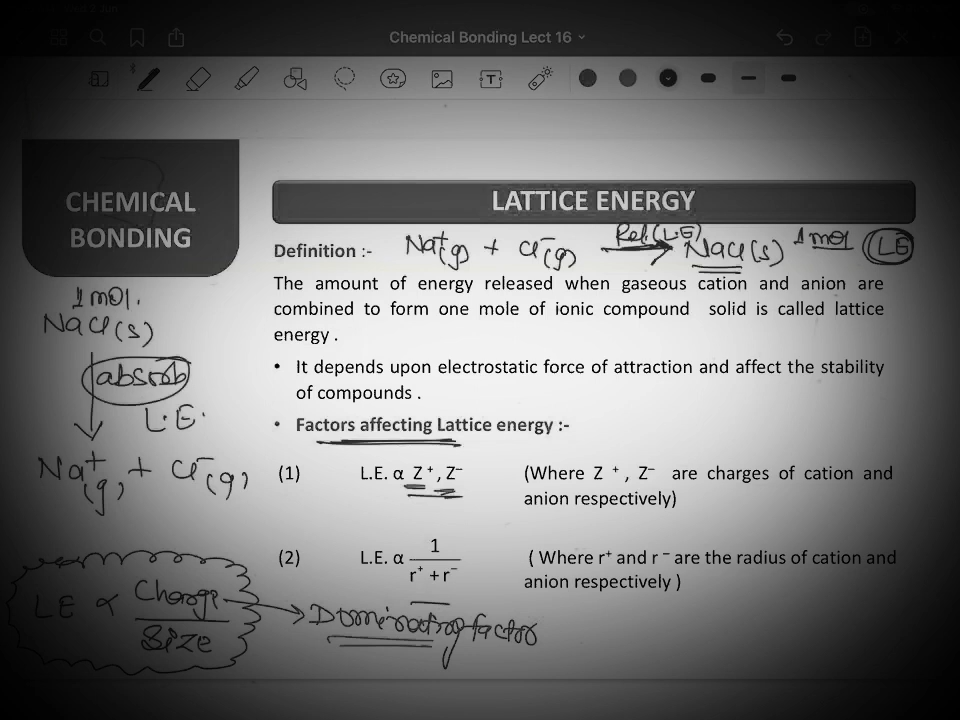 Chemical Bonding Lect 16
T
CHEMICAL
BONDING
LATTICE ENERGY
Definition :- Na+(g) + Cl-(g) Rel.(L.E) NaCl(s) 1 mol LE
The amount of energy released when gaseous cation and anion are
combined to form one mole of ionic compound solid is called lattice
energy .
• It depends upon electrostatic force of attraction and affect the stability
of compounds .
• Factors affecting Lattice energy :-
(1) L.E. α Z + , Z− (Where Z + , Z− are charges of cation and
anion respectively)
(2) L.E. α 1 / r+ + r− ( Where r+ and r − are the radius of cation and
anion respectively )
1 mol.
NaCl(s)
absorb
L.E.
Na+(g) + Cl-(g)
LE ∝ Charge / Size → Dominating factor